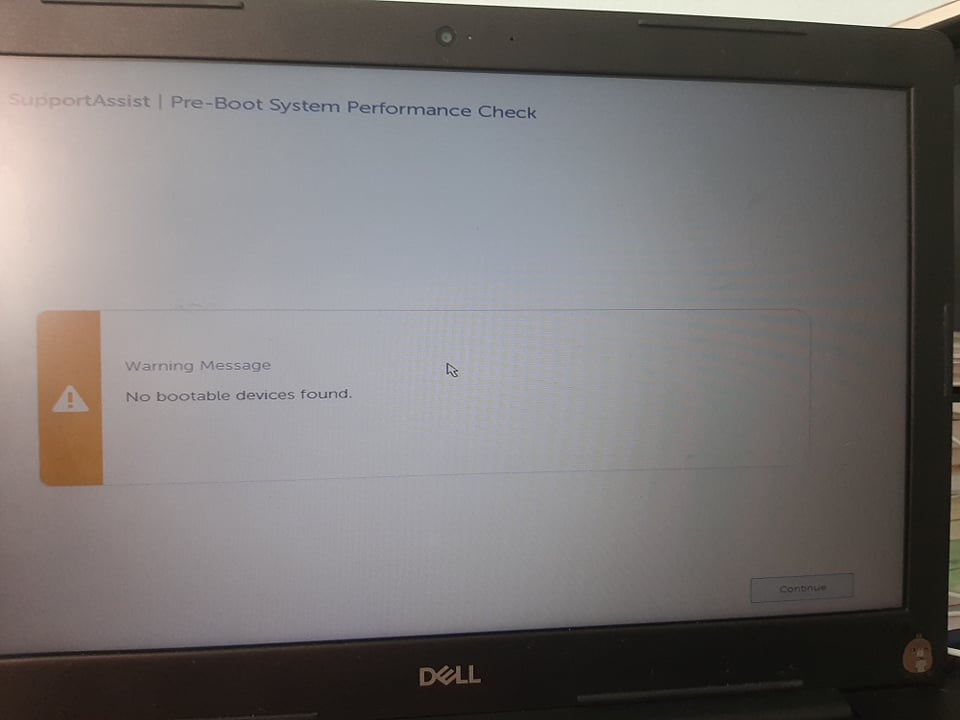 SupportAssist | Pre-Boot System Performance Check
Warning Message
No bootable devices found.
Continue
DELL